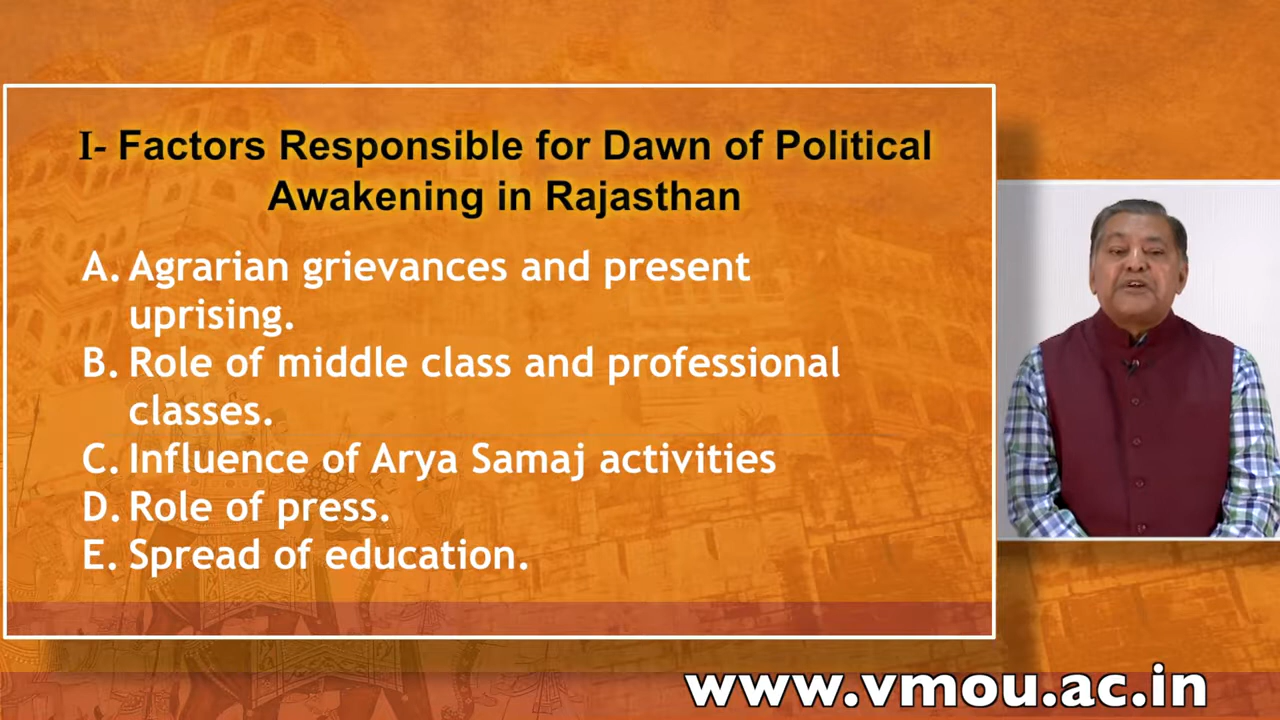 I- Factors Responsible for Dawn of Political
Awakening in Rajasthan
A. Agrarian grievances and present
uprising.
B. Role of middle class and professional
classes.
C. Influence of Arya Samaj activities
D. Role of press.
E. Spread of education.
www.vmou.ac.in